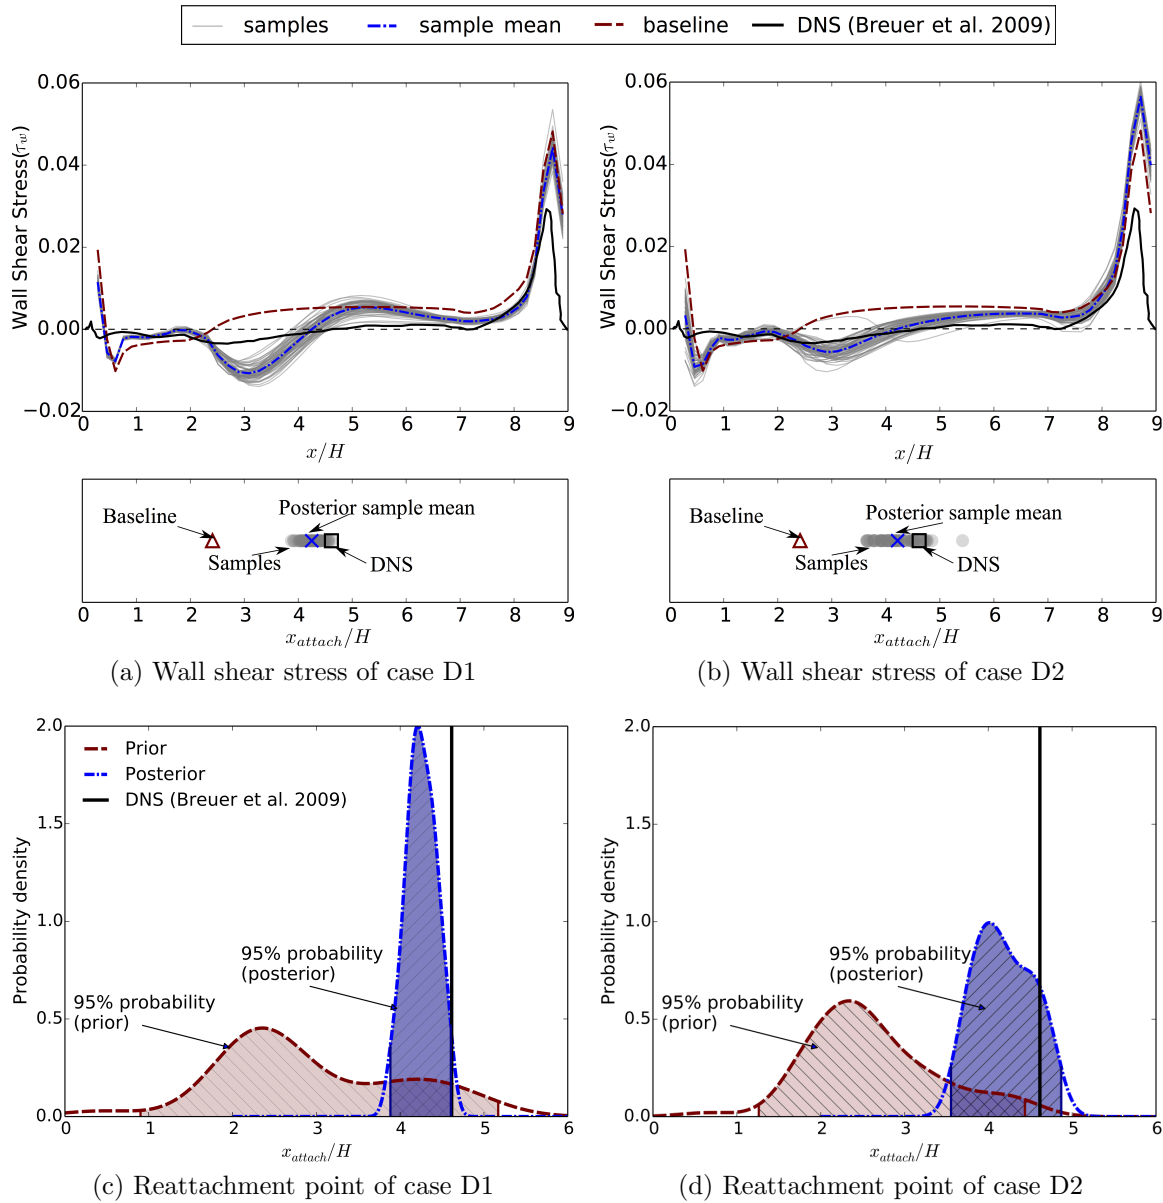 samples sample mean baseline DNS (Breuer et al. 2009)
0.06
0.04
0.02
0.00
−0.02
Wall Shear Stress(τw)
0 1 2 3 4 5 6 7 8 9
x/H
0.06
0.04
0.02
0.00
−0.02
Wall Shear Stress(τw)
0 1 2 3 4 5 6 7 8 9
x/H
Baseline
Posterior sample mean
Samples
DNS
0 1 2 3 4 5 6 7 8 9
xattach/H
(a) Wall shear stress of case D1
Baseline
Posterior sample mean
Samples
DNS
0 1 2 3 4 5 6 7 8 9
xattach/H
(b) Wall shear stress of case D2
2.0
1.5
1.0
0.5
0.0
Probability density
Prior
Posterior
DNS (Breuer et al. 2009)
95% probability
(posterior)
95% probability
(prior)
0 1 2 3 4 5 6
xattach/H
(c) Reattachment point of case D1
2.0
1.5
1.0
0.5
0.0
Probability density
95% probability
(posterior)
95% probability
(prior)
0 1 2 3 4 5 6
xattach/H
(d) Reattachment point of case D2